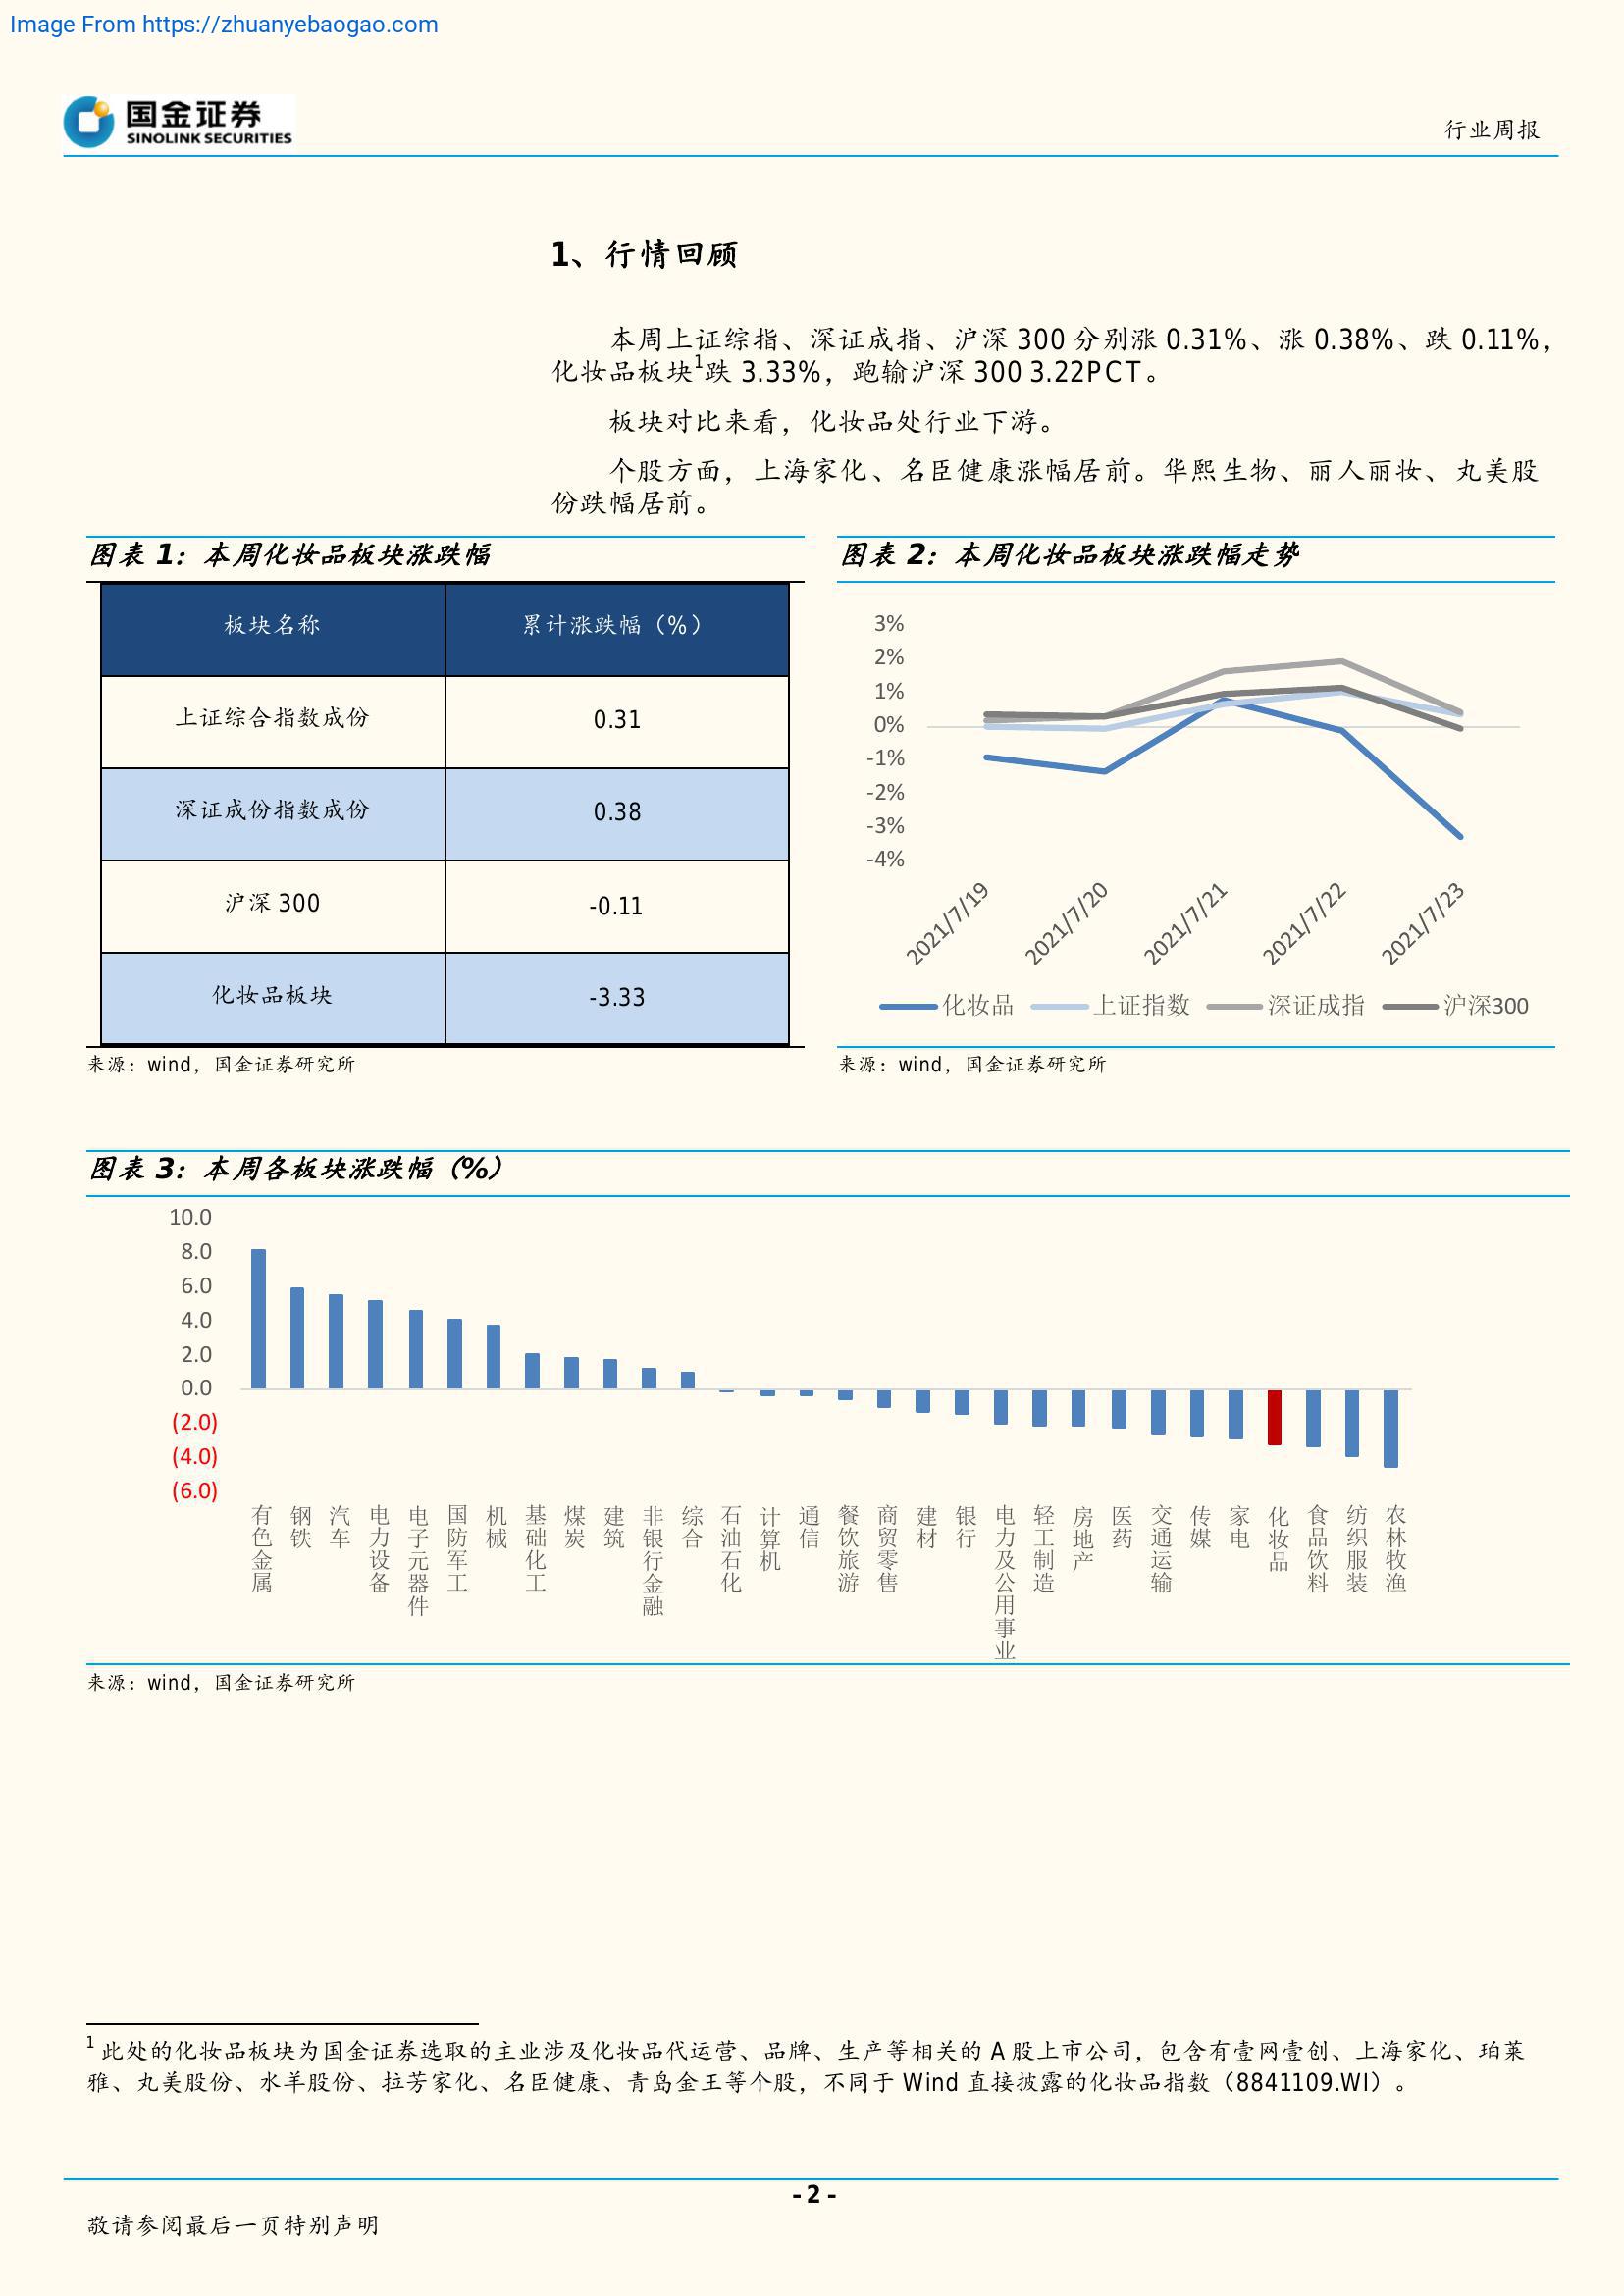 Image From https://zhuanyebaogao.com
国金证券
SINOLINK SECURITIES
行业周报
1、行情回顾
本周上证综指、深证成指、沪深 300 分别涨 0.31%、涨 0.38%、跌 0.11%，
化妆品板块1跌 3.33%，跑输沪深 300 3.22PCT。
板块对比来看，化妆品处行业下游。
个股方面，上海家化、名臣健康涨幅居前。华熙生物、丽人丽妆、丸美股
份跌幅居前。
图表 1：本周化妆品板块涨跌幅
板块名称 累计涨跌幅（%）
上证综合指数成份 0.31
深证成份指数成份 0.38
沪深 300 -0.11
化妆品板块 -3.33
来源：wind，国金证券研究所
图表 2：本周化妆品板块涨跌幅走势
3%
2%
1%
0%
-1%
-2%
-3%
-4%
2021/7/19 2021/7/20 2021/7/21 2021/7/22 2021/7/23
化妆品 上证指数 深证成指 沪深300
来源：wind，国金证券研究所
图表 3：本周各板块涨跌幅（%）
10.0
8.0
6.0
4.0
2.0
0.0
(2.0)
(4.0)
(6.0)
有色金属 钢铁 汽车 电力设备 电子元器件 国防军工 机械 基础化工 煤炭 建筑 非银行金融 综合 石油石化 计算机 通信 餐饮旅游 商贸零售 建材 银行 电力及公用事业 轻工制造 房地产 医药 交通运输 传媒 家电 化妆品 食品饮料 纺织服装 农林牧渔
来源：wind，国金证券研究所
1 此处的化妆品板块为国金证券选取的主业涉及化妆品代运营、品牌、生产等相关的 A 股上市公司，包含有壹网壹创、上海家化、珀莱
雅、丸美股份、水羊股份、拉芳家化、名臣健康、青岛金王等个股，不同于 Wind 直接披露的化妆品指数（8841109.WI）。
- 2 -
敬请参阅最后一页特别声明